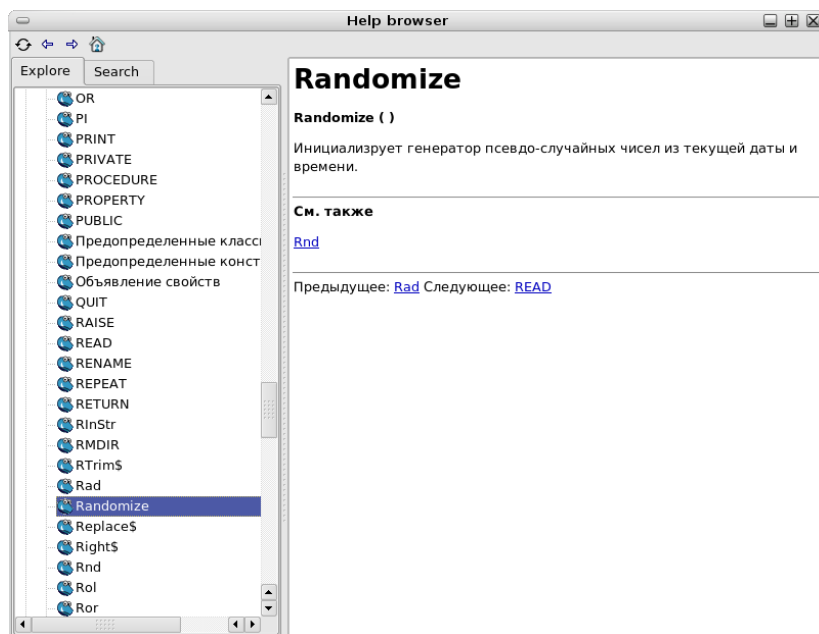 Help browser
Explore
Search
OR
PI
PRINT
PRIVATE
PROCEDURE
PROPERTY
PUBLIC
Предопределенные класс
Предопределенные конст
Объявление свойств
QUIT
RAISE
READ
RENAME
REPEAT
RETURN
RInStr
RMDIR
RTrim$
Rad
Randomize
Replace$
Right$
Rnd
Rol
Ror
Randomize
Randomize ( )
Инициализрует генератор псевдо-случайных чисел из текущей даты и
времени.
См. также
Rnd
Предыдущее: Rad Следующее: READ